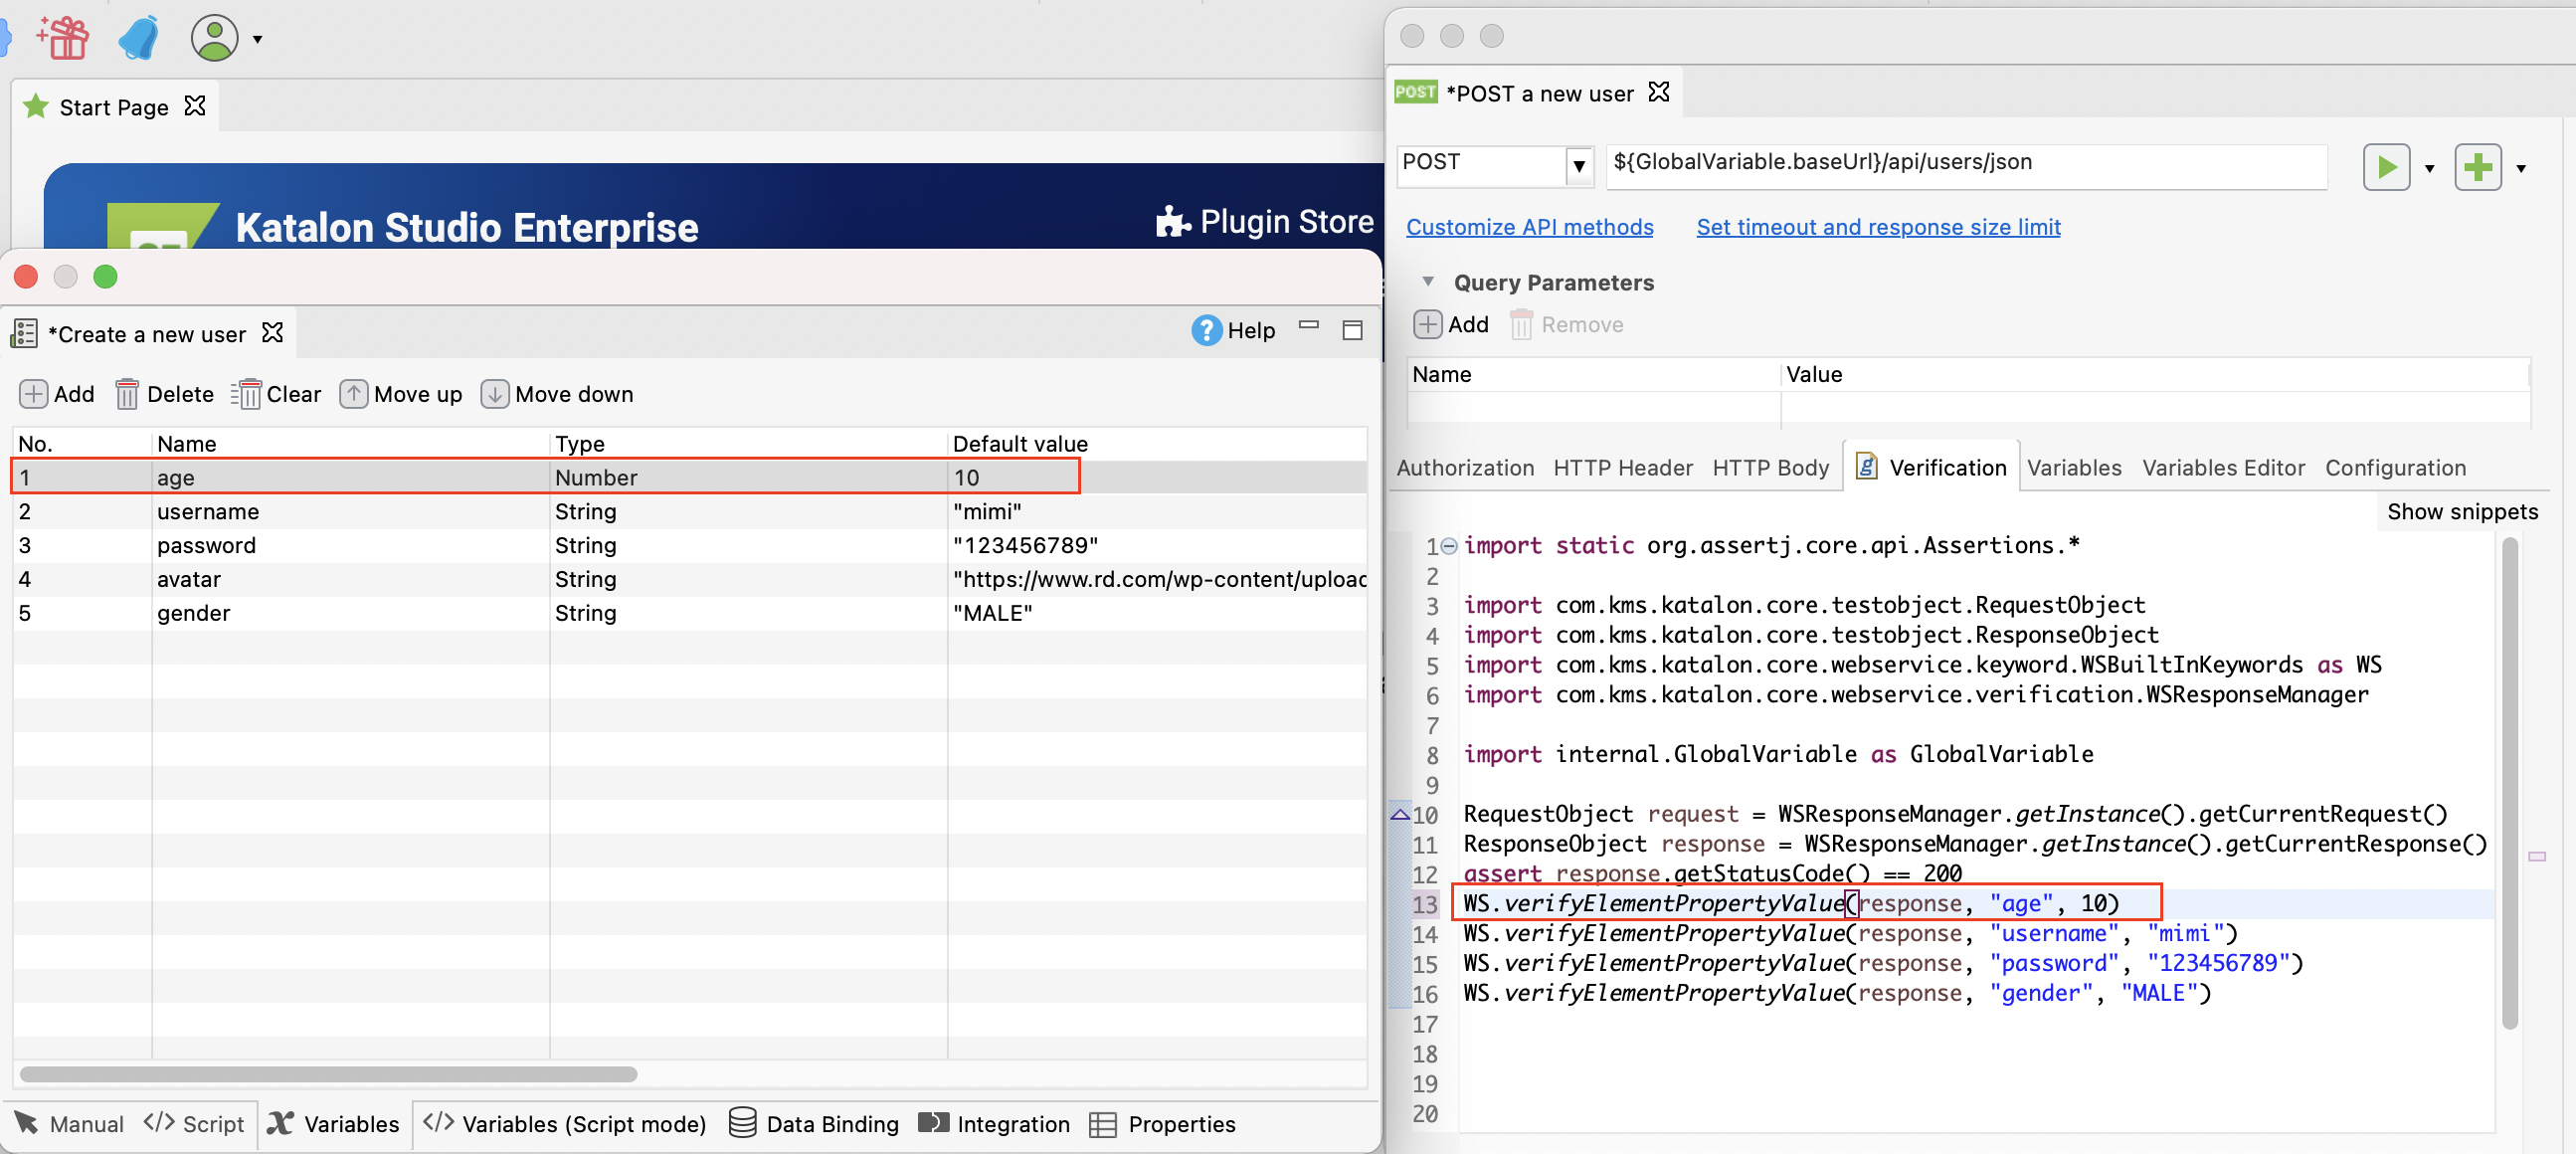 Start Page
Katalon Studio Enterprise
Plugin Store
*Create a new user
Help
Add Delete Clear Move up Move down
No. Name Type Default value
1 age Number 10
2 username String "mimi"
3 password String "123456789"
4 avatar String "https://www.rd.com/wp-content/upload
5 gender String "MALE"
Manual </> Script Variables </> Variables (Script mode) Data Binding Integration Properties
POST *POST a new user
POST ${GlobalVariable.baseUrl}/api/users/json
Customize API methods Set timeout and response size limit
Query Parameters
Add Remove
Name Value
Authorization HTTP Header HTTP Body Verification Variables Variables Editor Configuration
Show snippets
1 import static org.assertj.core.api.Assertions.*
2
3 import com.kms.katalon.core.testobject.RequestObject
4 import com.kms.katalon.core.testobject.ResponseObject
5 import com.kms.katalon.core.webservice.keyword.WSBuiltInKeywords as WS
6 import com.kms.katalon.core.webservice.verification.WSResponseManager
7
8 import internal.GlobalVariable as GlobalVariable
9
10 RequestObject request = WSResponseManager.getInstance().getCurrentRequest()
11 ResponseObject response = WSResponseManager.getInstance().getCurrentResponse()
12 assert response.getStatusCode() == 200
13 WS.verifyElementPropertyValue(response, "age", 10)
14 WS.verifyElementPropertyValue(response, "username", "mimi")
15 WS.verifyElementPropertyValue(response, "password", "123456789")
16 WS.verifyElementPropertyValue(response, "gender", "MALE")
17
18
19
20